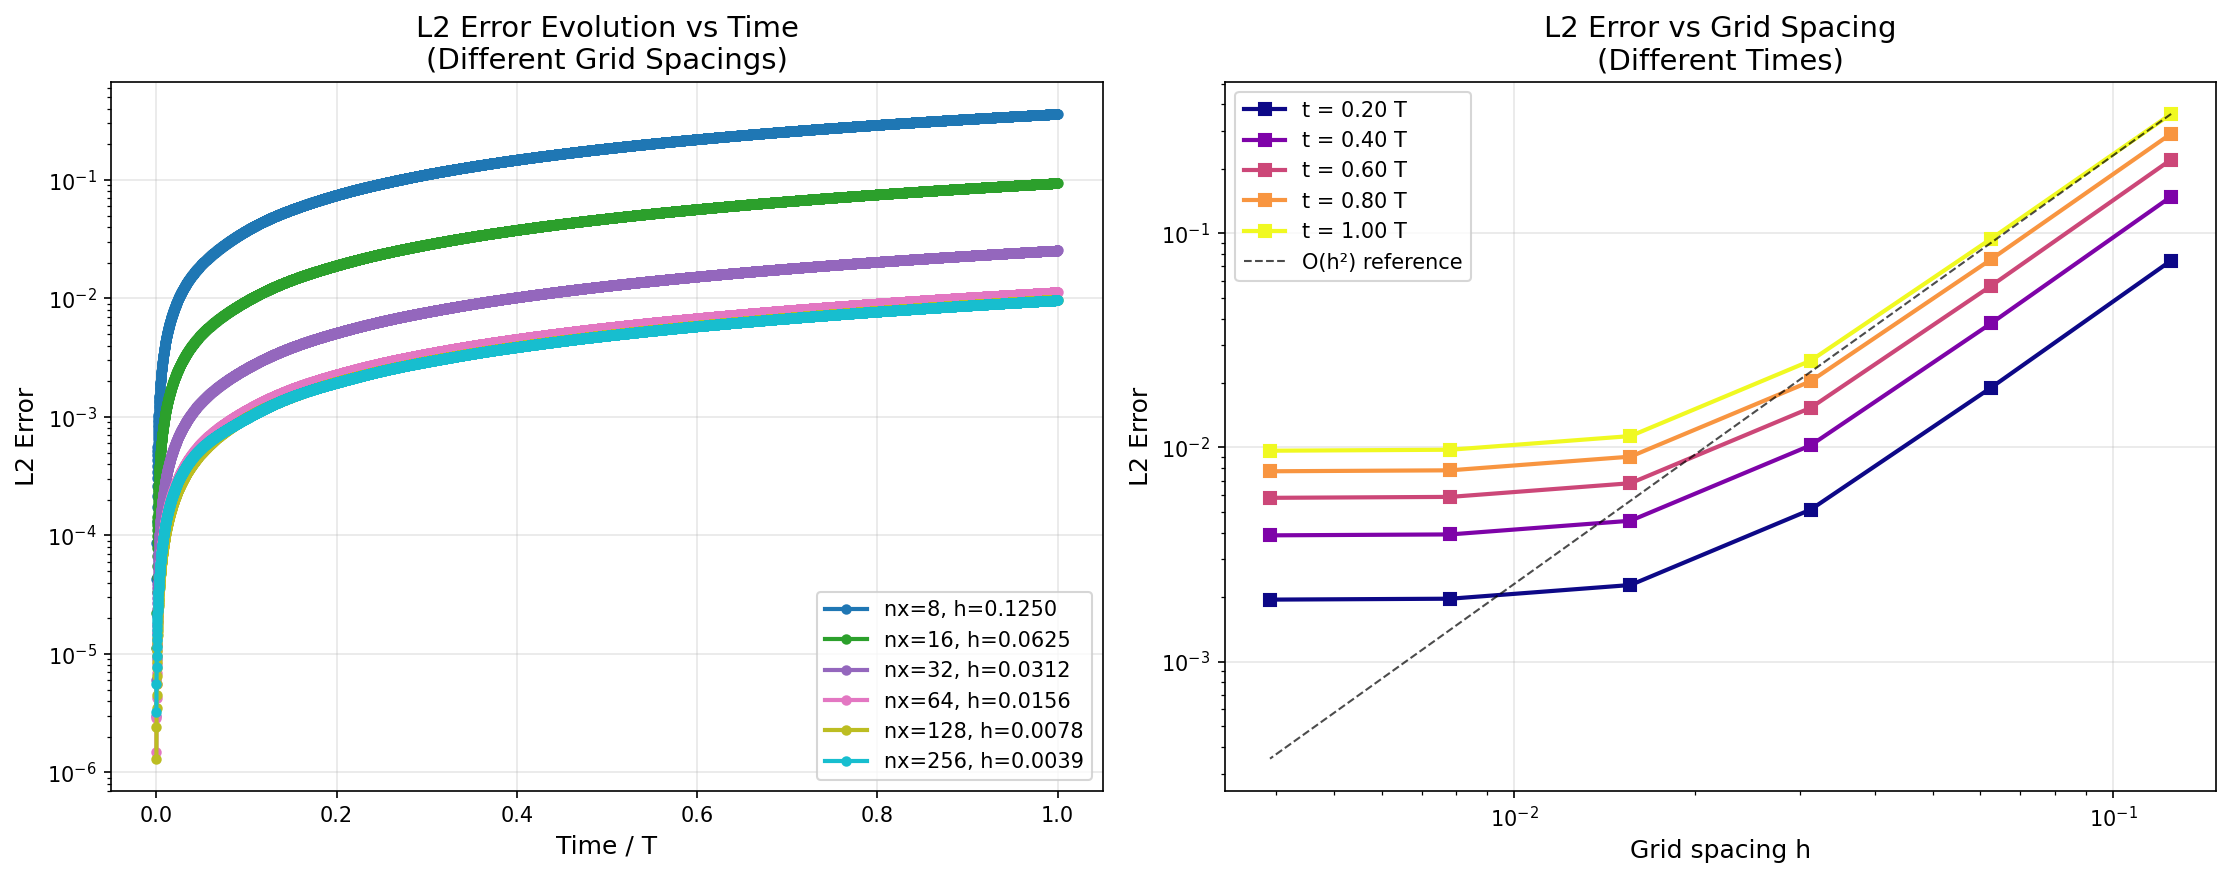 L2 Error Evolution vs Time
(Different Grid Spacings)
L2 Error
10⁻¹
10⁻²
10⁻³
10⁻⁴
10⁻⁵
10⁻⁶
nx=8, h=0.1250
nx=16, h=0.0625
nx=32, h=0.0312
nx=64, h=0.0156
nx=128, h=0.0078
nx=256, h=0.0039
0.0 0.2 0.4 0.6 0.8 1.0
Time / T
L2 Error vs Grid Spacing
(Different Times)
t = 0.20 T
t = 0.40 T
t = 0.60 T
t = 0.80 T
t = 1.00 T
O(h²) reference
L2 Error
10⁻¹
10⁻²
10⁻³
10⁻² 10⁻¹
Grid spacing h